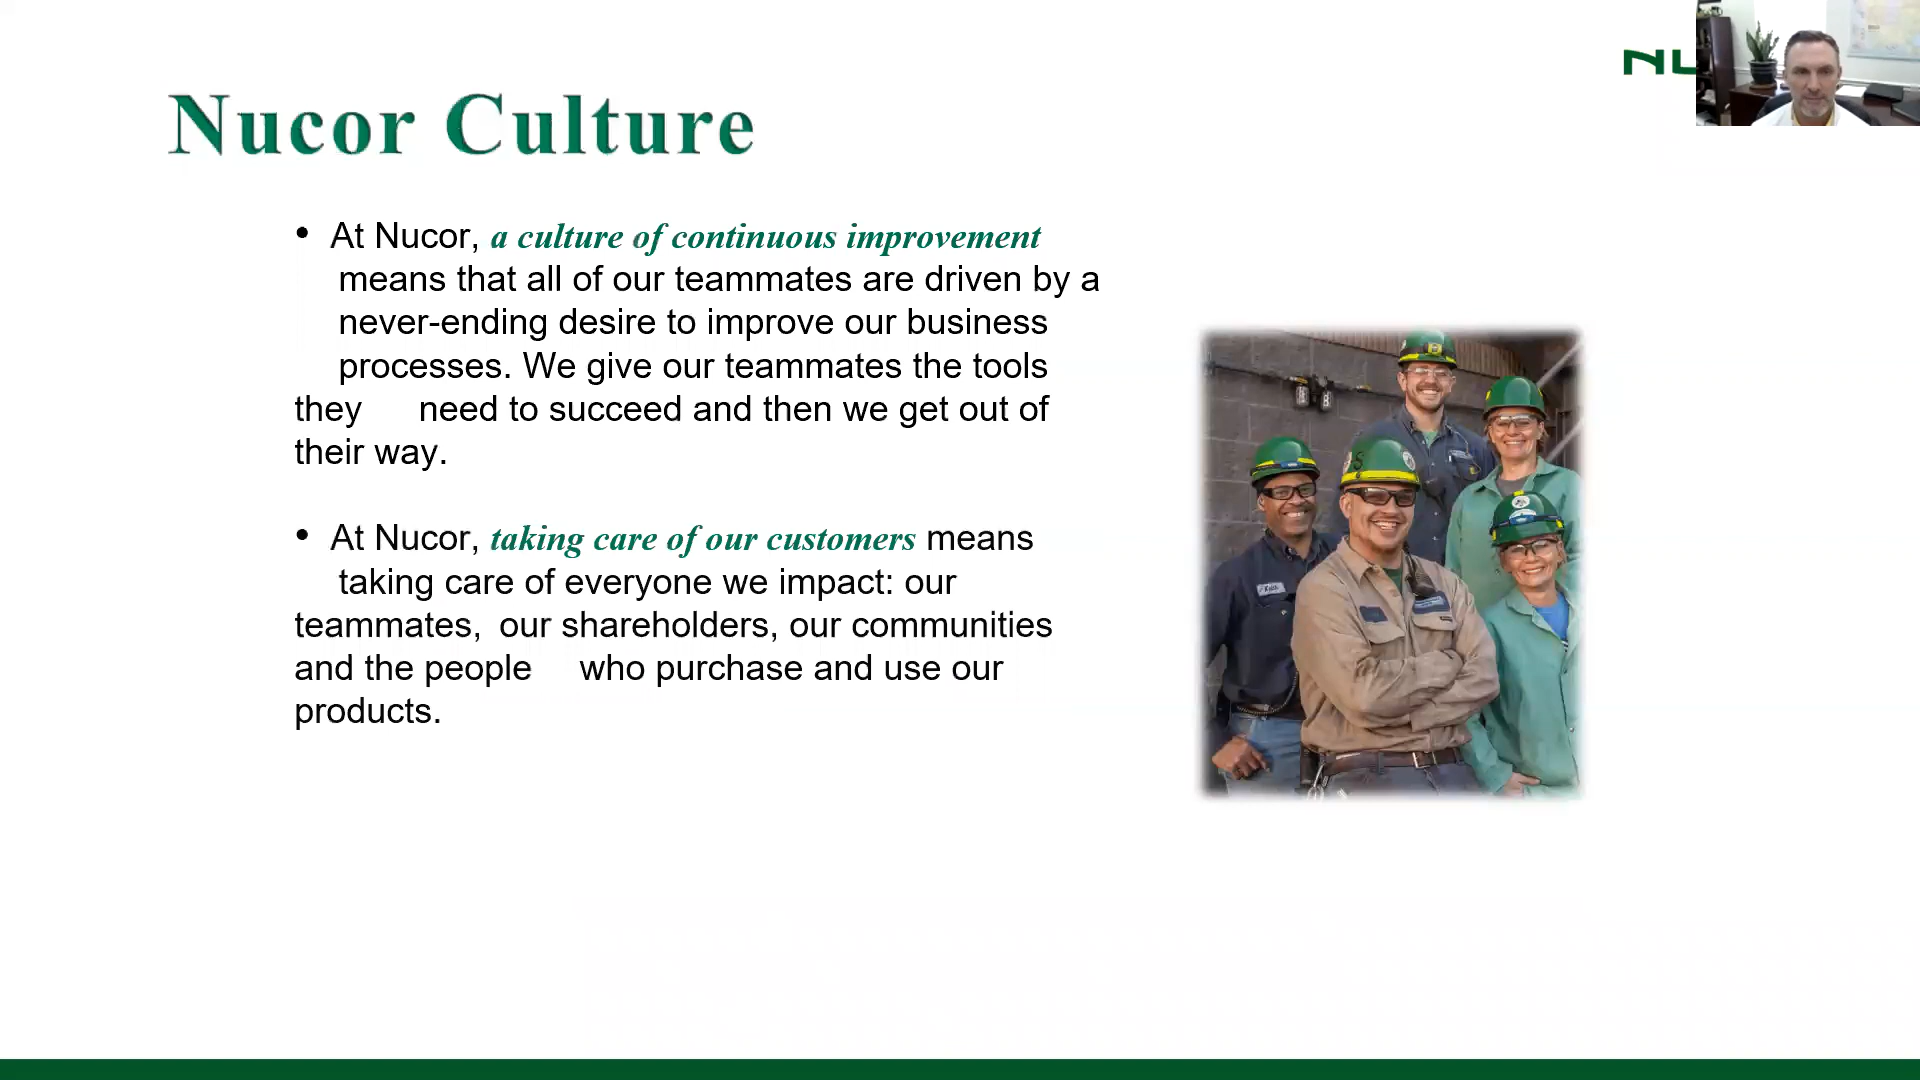 NU
Nucor Culture
• At Nucor, a culture of continuous improvement
means that all of our teammates are driven by a
never-ending desire to improve our business
processes. We give our teammates the tools
they need to succeed and then we get out of
their way.
• At Nucor, taking care of our customers means
taking care of everyone we impact: our
teammates, our shareholders, our communities
and the people who purchase and use our
products.